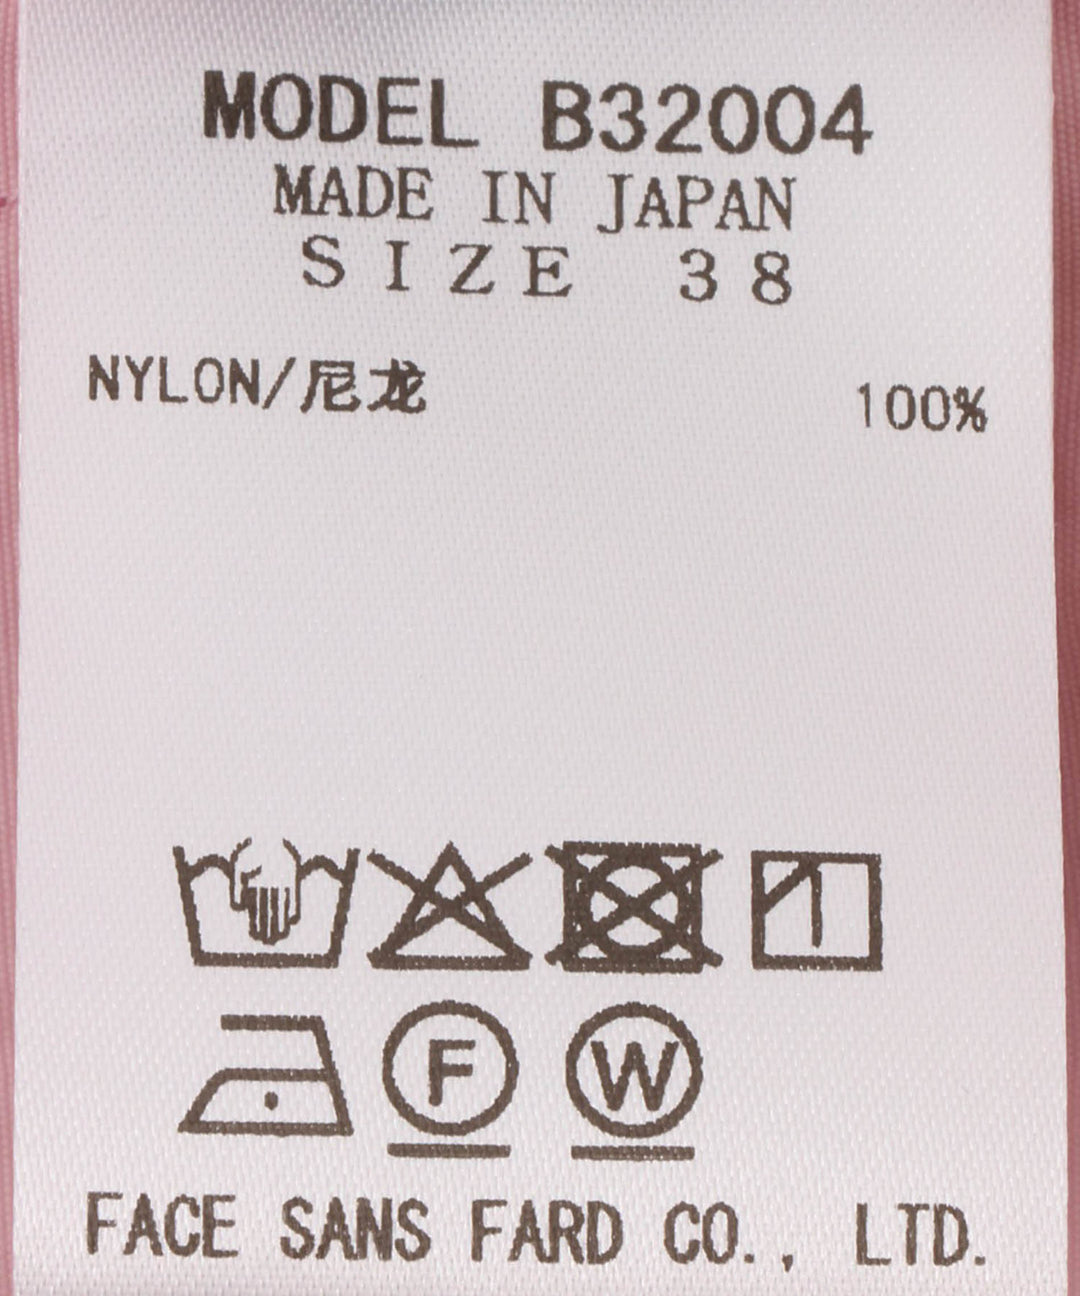 MODEL B32004
MADE IN JAPAN
SIZE 38
NYLON/尼龙 100%
F W
FACE SANS FARD CO., LTD.